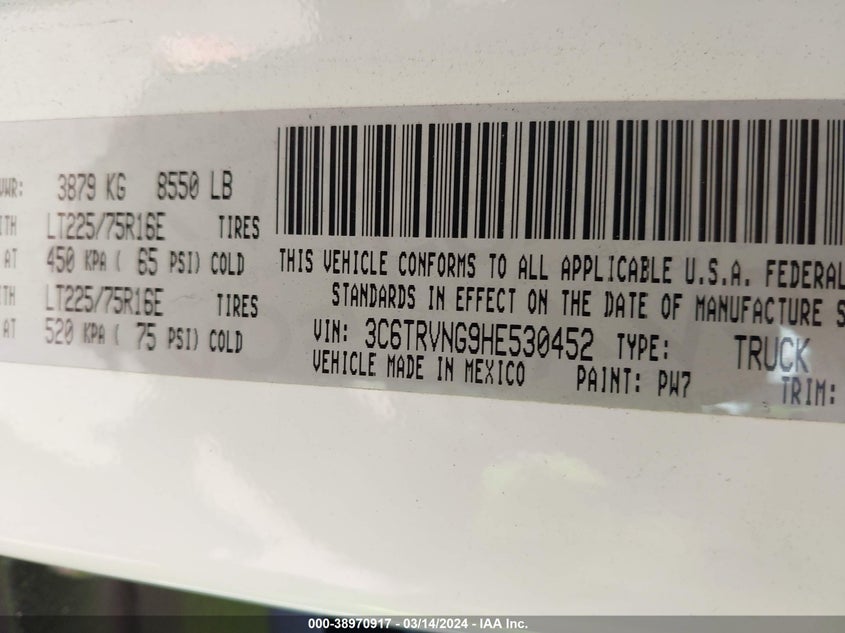 3879 KG 8550 LB
LT225/75R16E TIRES
AT 450 KPA ( 65 PSI) COLD
LT225/75R16E TIRES
AT 520 KPA ( 75 PSI) COLD
THIS VEHICLE CONFORMS TO ALL APPLICABLE U.S.A. FEDERAL
STANDARDS IN EFFECT ON THE DATE OF MANUFACTURE S
VIN: 3C6TRVNG9HE530452 TYPE: TRUCK
VEHICLE MADE IN MEXICO PAINT: PW7 TRIM:
000-38970917 - 03/14/2024 - IAA Inc.